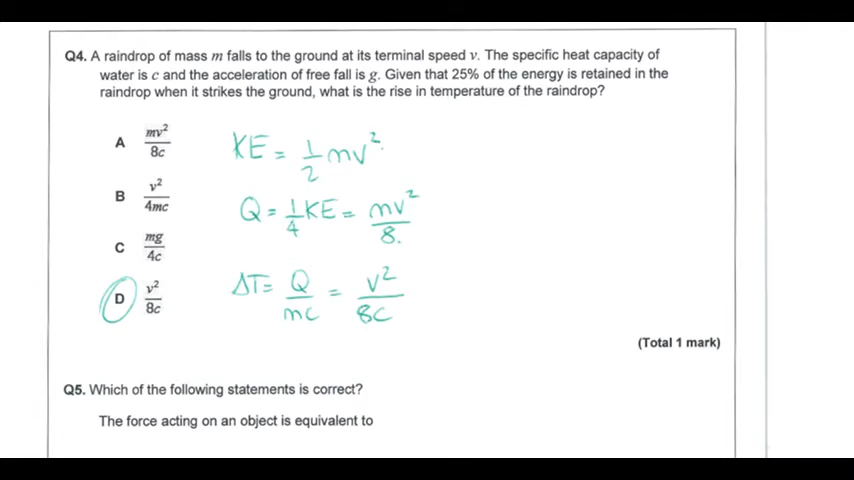 Q4. A raindrop of mass m falls to the ground at its terminal speed v. The specific heat capacity of
water is c and the acceleration of free fall is g. Given that 25% of the energy is retained in the
raindrop when it strikes the ground, what is the rise in temperature of the raindrop?
A mv²/8c
KE = 1/2 mv²
B v²/4mc
Q = 1/4 KE = mv²/8.
C mg/4c
D v²/8c
ΔT = Q/mc = v²/8c
(Total 1 mark)
Q5. Which of the following statements is correct?
The force acting on an object is equivalent to